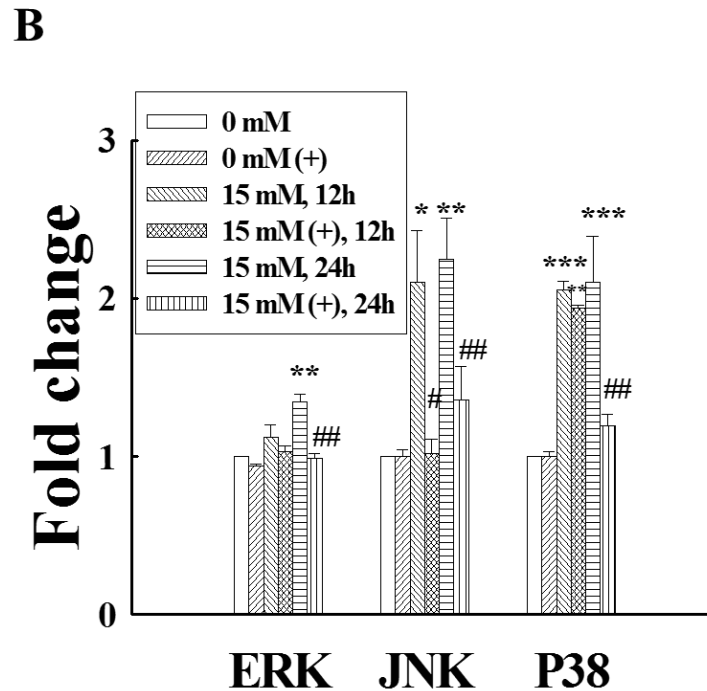 B
Fold change
3
2
1
0
0 mM
0 mM (+)
15 mM, 12h
15 mM (+), 12h
15 mM, 24h
15 mM (+), 24h
**
##
*
#
**
##
***
**
***
##
ERK JNK P38